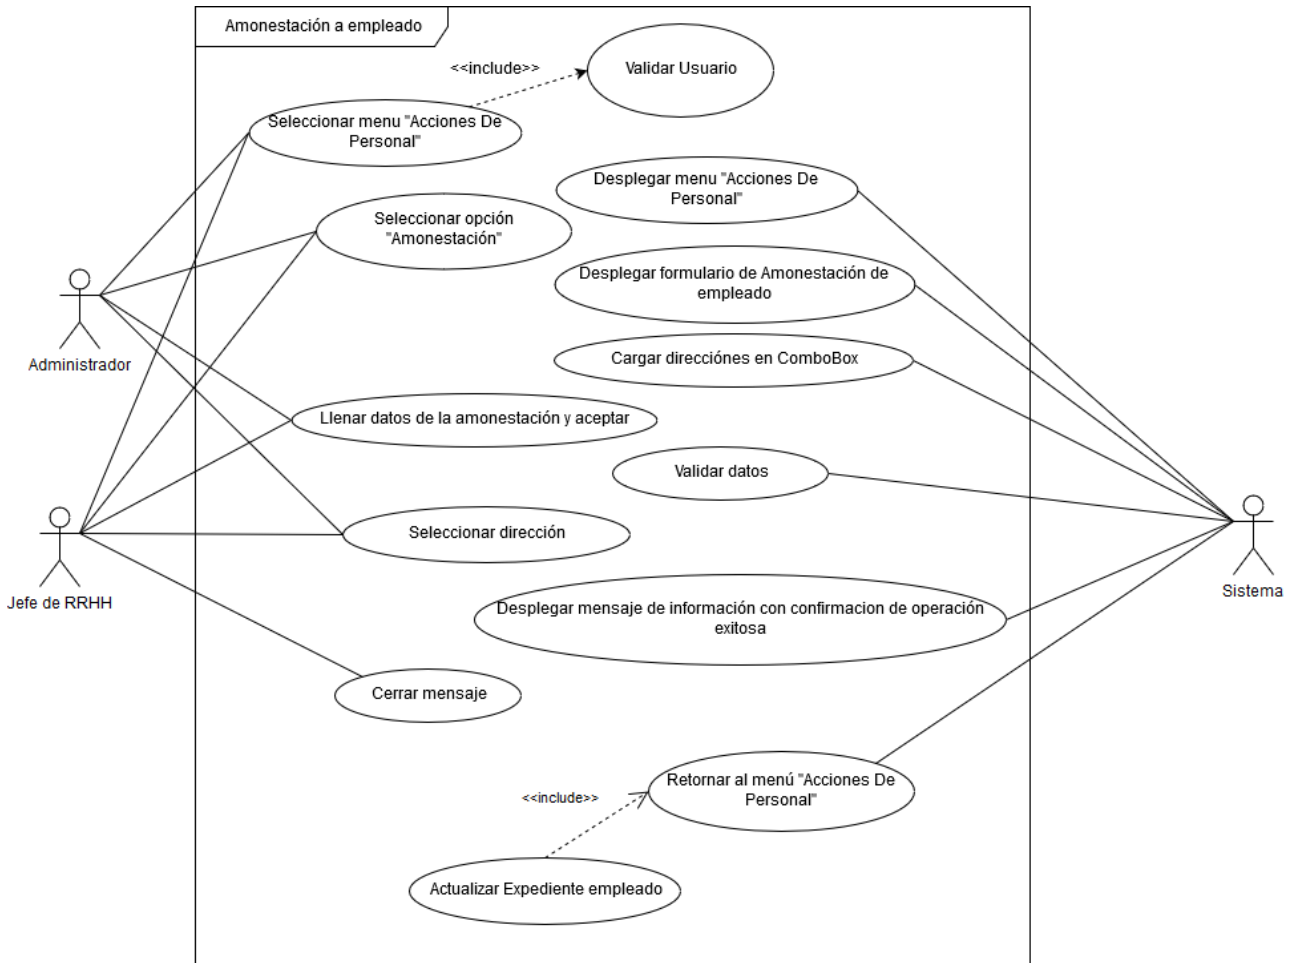 Amonestación a empleado
<<include>>
Validar Usuario
Seleccionar menu "Acciones De
Personal"
Desplegar menu "Acciones De
Personal"
Seleccionar opción
"Amonestación"
Desplegar formulario de Amonestación de
empleado
Administrador
Cargar direcciónes en ComboBox
Llenar datos de la amonestación y aceptar
Validar datos
Seleccionar dirección
Jefe de RRHH
Sistema
Desplegar mensaje de información con confirmacion de operación
exitosa
Cerrar mensaje
Retornar al menú "Acciones De
Personal"
<<include>>
Actualizar Expediente empleado